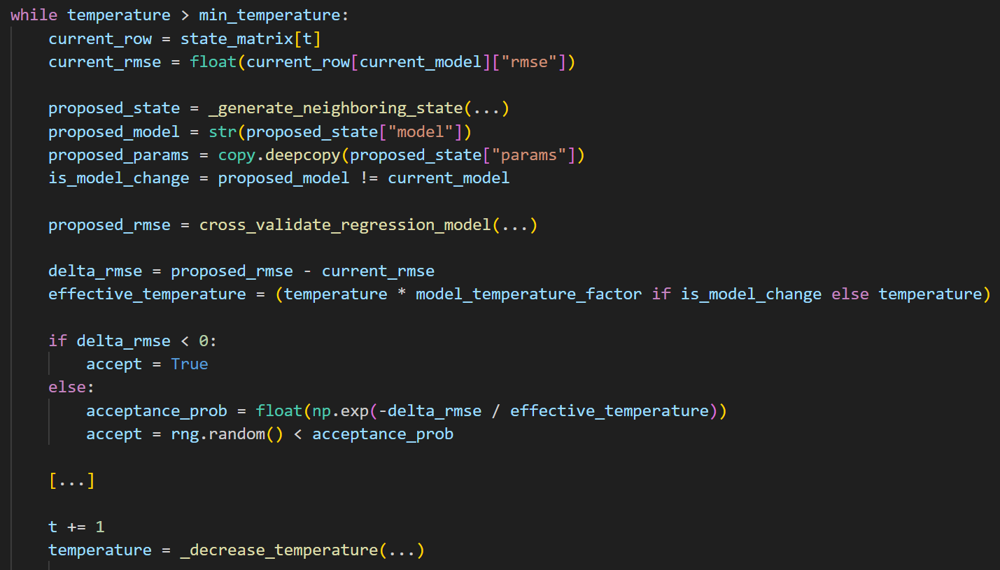 while temperature > min_temperature:
    current_row = state_matrix[t]
    current_rmse = float(current_row[current_model]["rmse"])
    proposed_state = _generate_neighboring_state(...)
    proposed_model = str(proposed_state["model"])
    proposed_params = copy.deepcopy(proposed_state["params"])
    is_model_change = proposed_model != current_model
    proposed_rmse = cross_validate_regression_model(...)
    delta_rmse = proposed_rmse - current_rmse
    effective_temperature = (temperature * model_temperature_factor if is_model_change else temperature)
    if delta_rmse < 0:
        accept = True
    else:
        acceptance_prob = float(np.exp(-delta_rmse / effective_temperature))
        accept = rng.random() < acceptance_prob
    [...]
    t += 1
    temperature = _decrease_temperature(...)